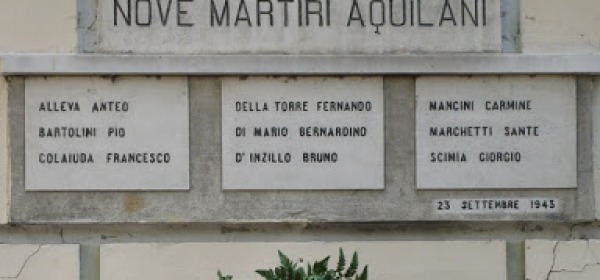 NOVE MARTIRI AQUILANI
ALLEVA ANTEO
BARTOLINI PIO
COLAIUDA FRANCESCO
DELLA TORRE FERNANDO
DI MARIO BERNARDINO
D'INZILLO BRUNO
MANCINI CARMINE
MARCHETTI SANTE
SCIMIA GIORGIO
23 SETTEMBRE 1943